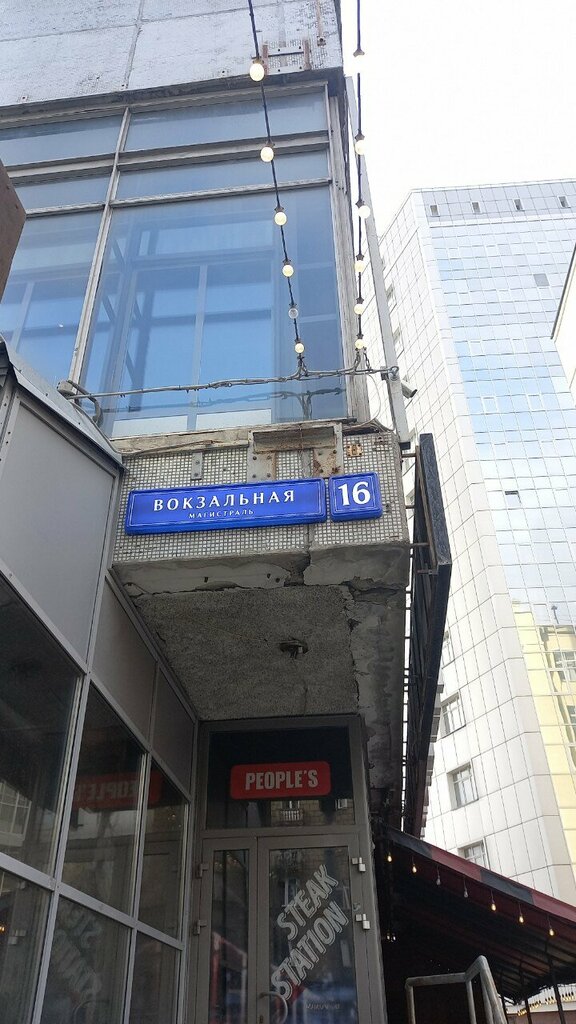 ВОКЗАЛЬНАЯ
МАГИСТРАЛЬ
16
PEOPLE'S
STEAK
STATION